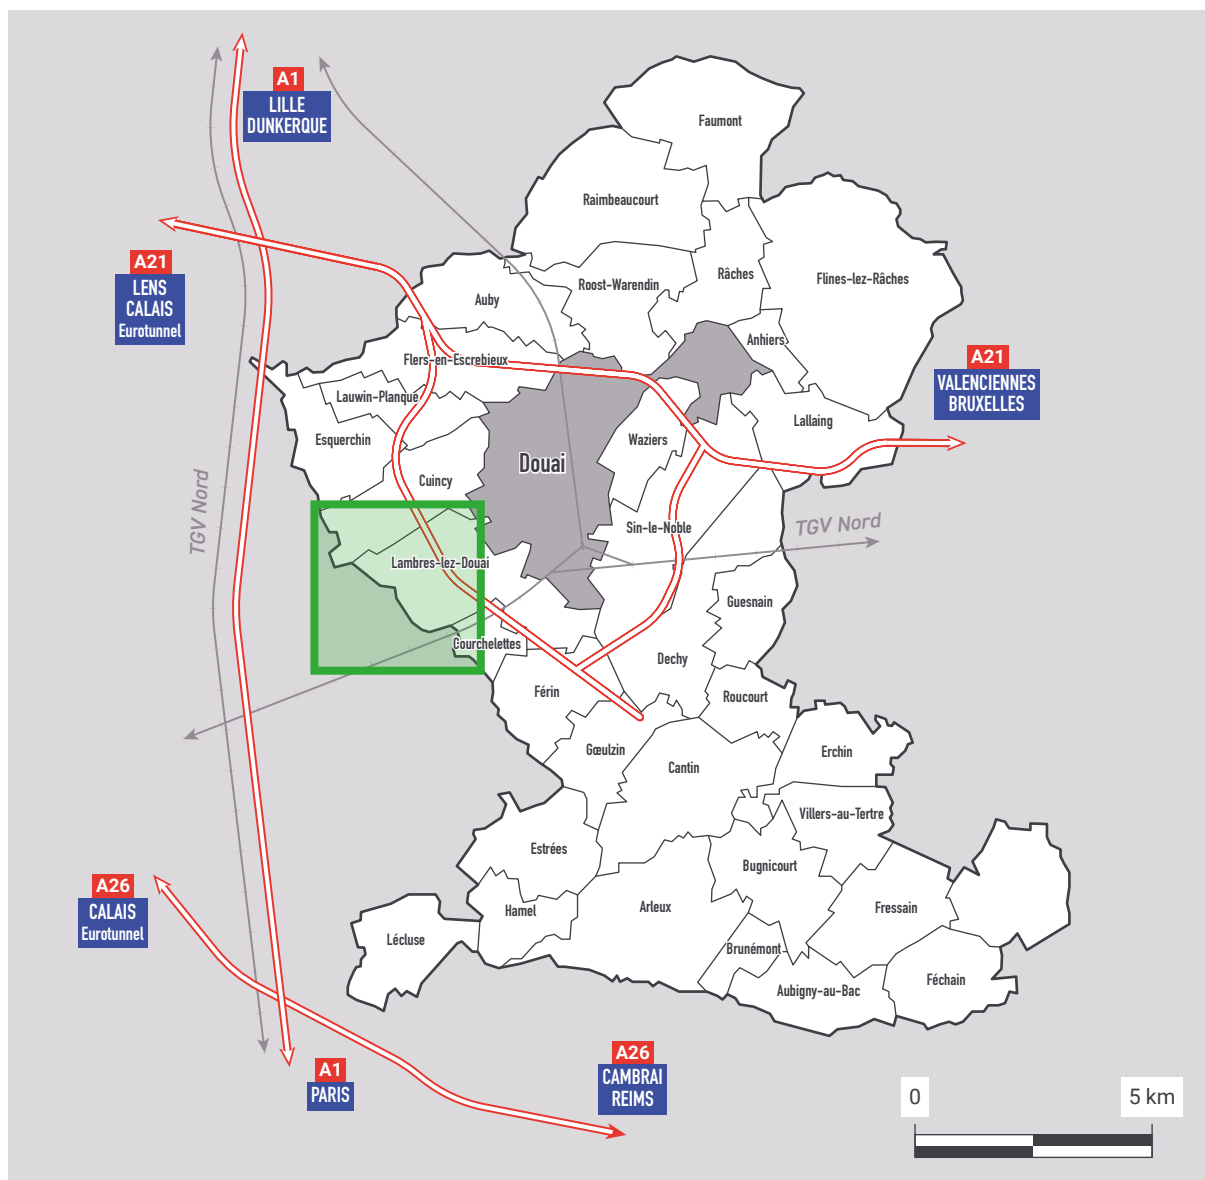 A1
LILLE
DUNKERQUE
Faumont
Raimbeaucourt
A21
LENS
CALAIS
Eurotunnel
Râches
Flines-lez-Râches
Roost-Warendin
Auby
Anhiers
Flers-en-Escrebieux
A21
VALENCIENNES
BRUXELLES
Lauwin-Planque
Lallaing
Esquerchin
Waziers
Douai
Cuincy
TGV Nord
Sin-le-Noble
TGV Nord
Lambres-lez-Douai
Guesnain
Courchelettes
Dechy
Férin
Roucourt
Gœulzin
Erchin
Cantin
Villers-au-Tertre
Estrées
Bugnicourt
A26
CALAIS
Eurotunnel
Hamel
Arleux
Fressain
Lécluse
Brunémont
Féchain
Aubigny-au-Bac
A1
PARIS
A26
CAMBRAI
REIMS
0
5 km